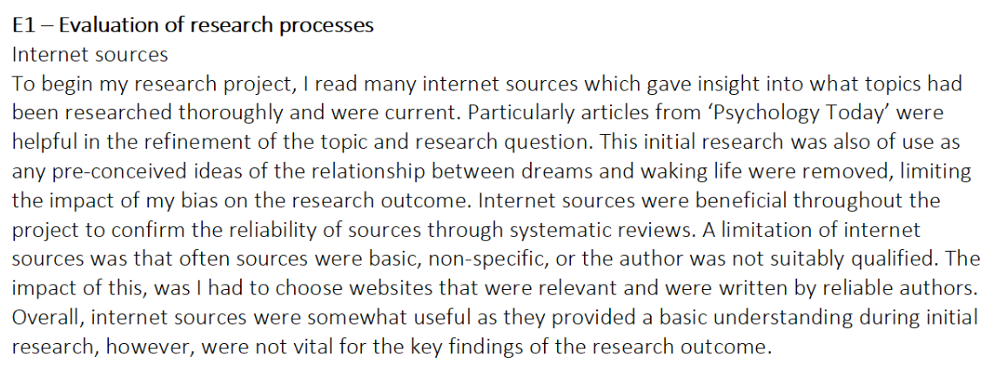 E1 – Evaluation of research processes
Internet sources
To begin my research project, I read many internet sources which gave insight into what topics had
been researched thoroughly and were current. Particularly articles from ‘Psychology Today’ were
helpful in the refinement of the topic and research question. This initial research was also of use as
any pre-conceived ideas of the relationship between dreams and waking life were removed, limiting
the impact of my bias on the research outcome. Internet sources were beneficial throughout the
project to confirm the reliability of sources through systematic reviews. A limitation of internet
sources was that often sources were basic, non-specific, or the author was not suitably qualified. The
impact of this, was I had to choose websites that were relevant and were written by reliable authors.
Overall, internet sources were somewhat useful as they provided a basic understanding during initial
research, however, were not vital for the key findings of the research outcome.